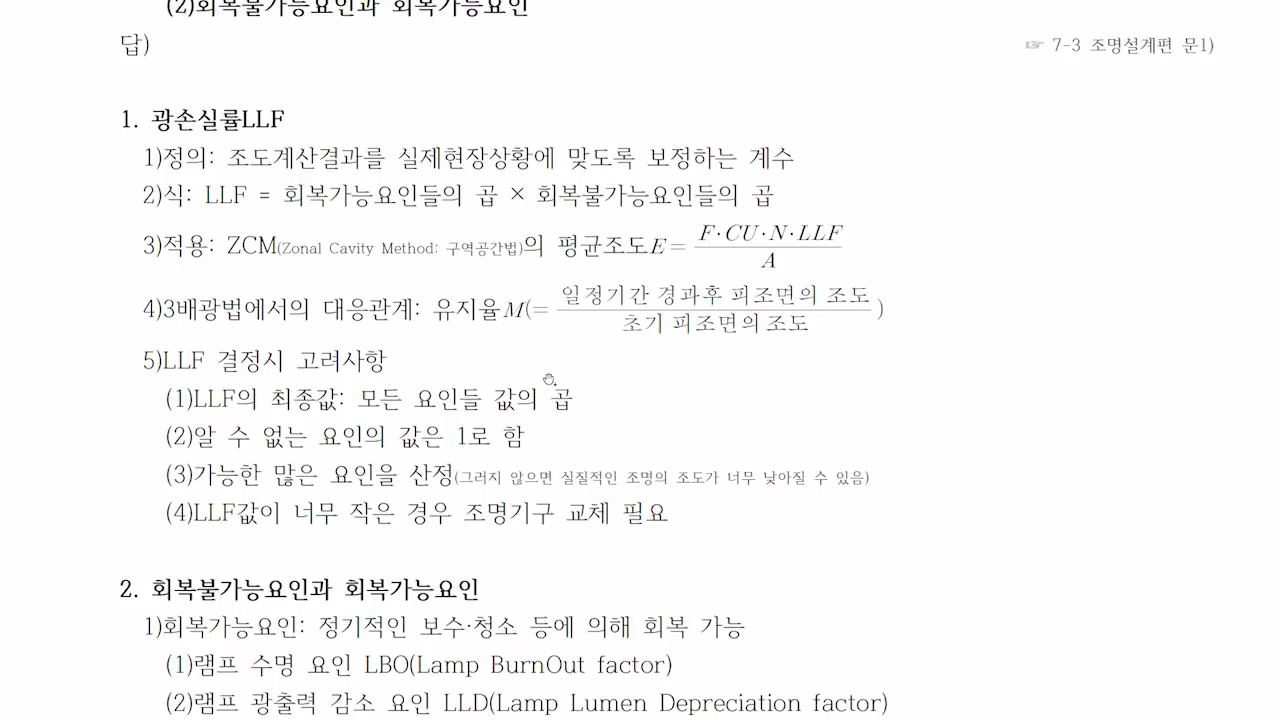 (2)회복불가능요인과 회복가능요인
답)
☞ 7-3 조명설계편 문1)
1. 광손실률LLF
1)정의: 조도계산결과를 실제현장상황에 맞도록 보정하는 계수
2)식: LLF = 회복가능요인들의 곱 × 회복불가능요인들의 곱
3)적용: ZCM(Zonal Cavity Method: 구역공간법)의 평균조도 E = F·CU·N·LLF / A
4)3배광법에서의 대응관계: 유지율 M(= 일정기간 경과후 피조면의 조도 / 초기 피조면의 조도)
5)LLF 결정시 고려사항
(1)LLF의 최종값: 모든 요인들 값의 곱
(2)알 수 없는 요인의 값은 1로 함
(3)가능한 많은 요인을 산정(그러지 않으면 실질적인 조명의 조도가 너무 낮아질 수 있음)
(4)LLF값이 너무 작은 경우 조명기구 교체 필요
2. 회복불가능요인과 회복가능요인
1)회복가능요인: 정기적인 보수·청소 등에 의해 회복 가능
(1)램프 수명 요인 LBO(Lamp BurnOut factor)
(2)램프 광출력 감소 요인 LLD(Lamp Lumen Depreciation factor)